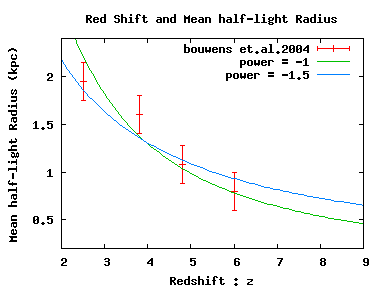 Red Shift and Mean half-light Radius
bouwens et.al.2004
power = -1
power = -1.5
Mean half-light Radius (kpc)
2
1.5
1
0.5
2 3 4 5 6 7 8 9
Redshift : z